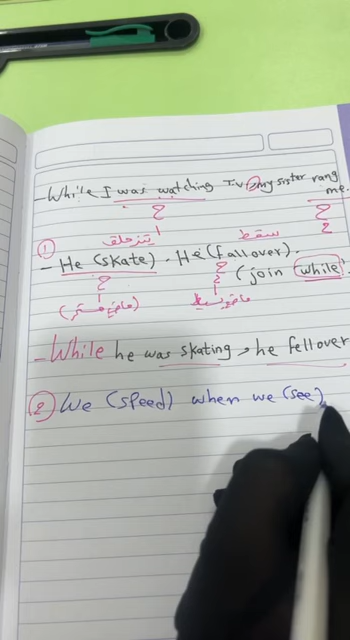 - While I was watching T.V, my sister rang
me.
① يتزحلق سقط
- He (skate). He (fall over).
(join while)
(ماضي مستمر) ماضي بسيط
- While he was skating, he fell over
② We (speed) when we (see)